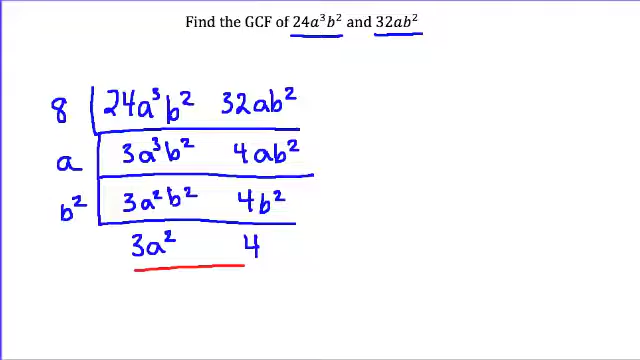 Find the GCF of 24a³b² and 32ab²
8 24a³b² 32ab²
a 3a³b² 4ab²
b² 3a²b² 4b²
3a² 4